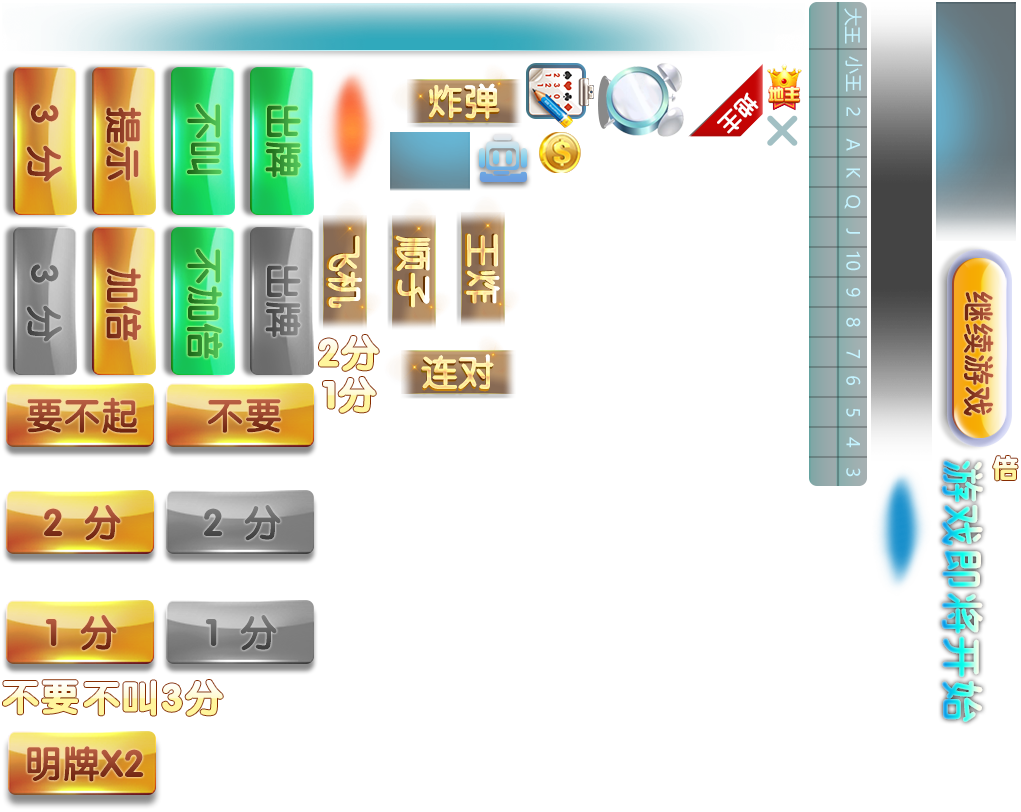 3 分
提示
不叫
出牌
3 分
加倍
不加倍
出牌
要不起
不要
2 分
2 分
1 分
1 分
不要
不叫
3分
明牌X2
炸弹
飞机
顺子
王炸
2分
1分
连对
地主
地主
大王
小王
2
A
K
Q
J
10
9
8
7
6
5
4
3
继续游戏
倍
游戏即将开始